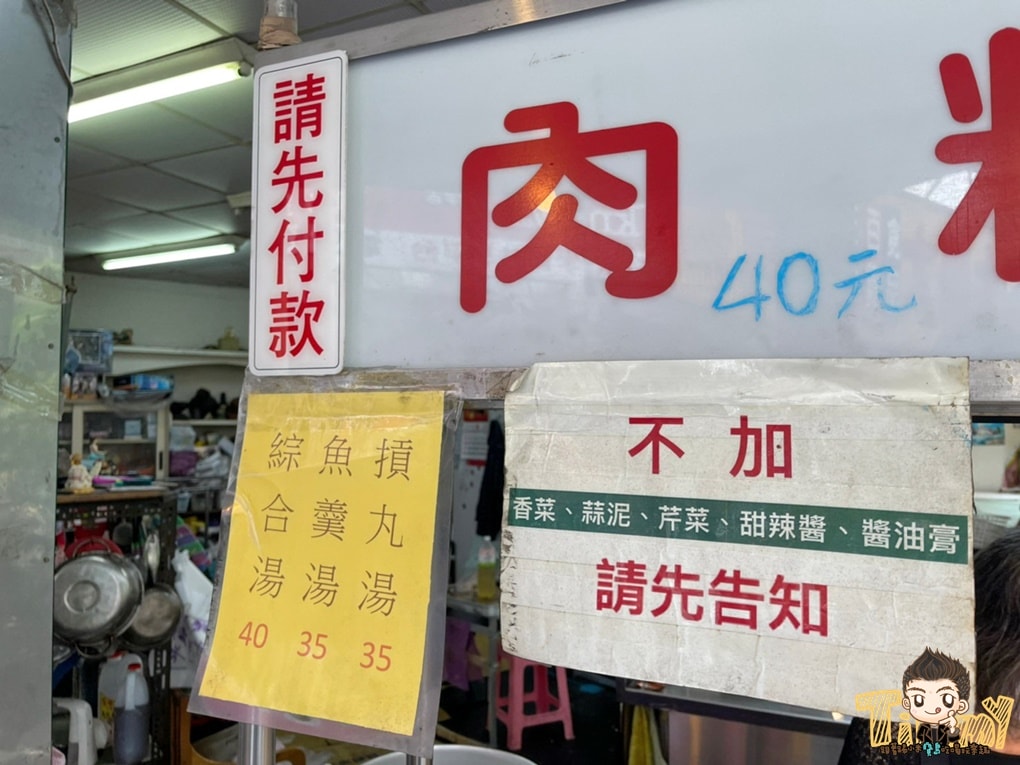 請先付款
肉
40元
摃丸湯 35
魚羹湯 35
綜合湯 40
不加
香菜、蒜泥、芹菜、甜辣醬、醬油膏
請先告知